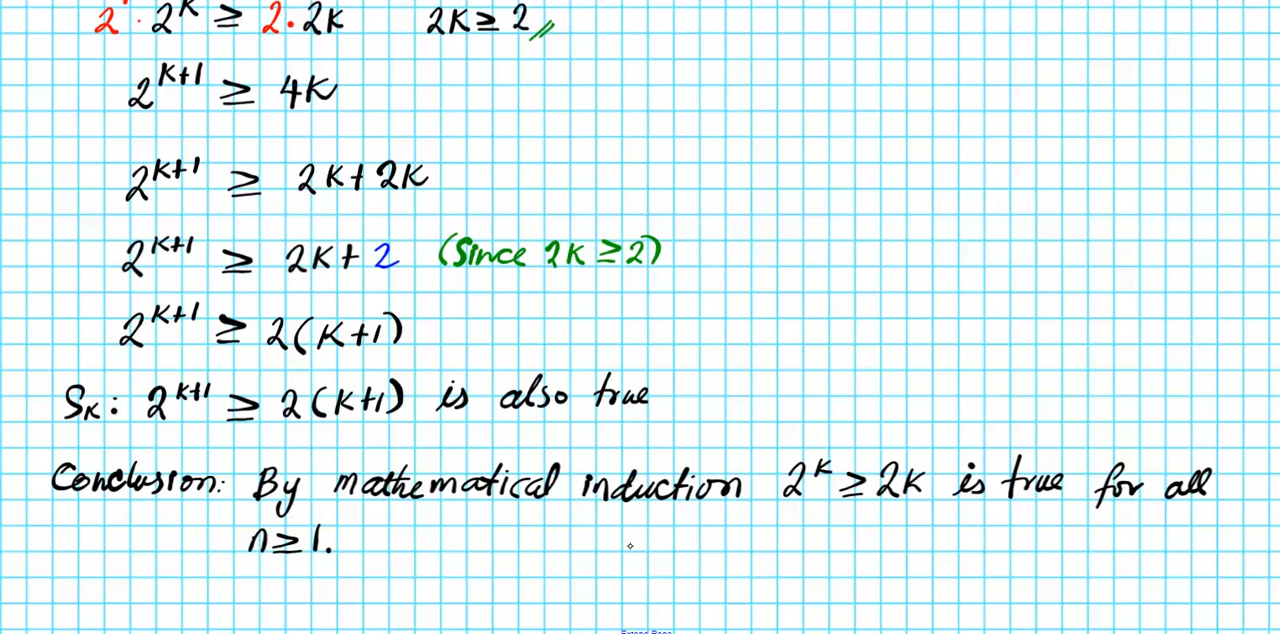 2¹ · 2^K ≥ 2 · 2K 2K ≥ 2
2^K+1 ≥ 4K
2^K+1 ≥ 2K + 2K
2^K+1 ≥ 2K + 2 (Since 2K ≥ 2)
2^K+1 ≥ 2(K+1)
S_K: 2^K+1 ≥ 2(K+1) is also true
Conclusion: By mathematical induction 2^K ≥ 2K is true for all
n ≥ 1.